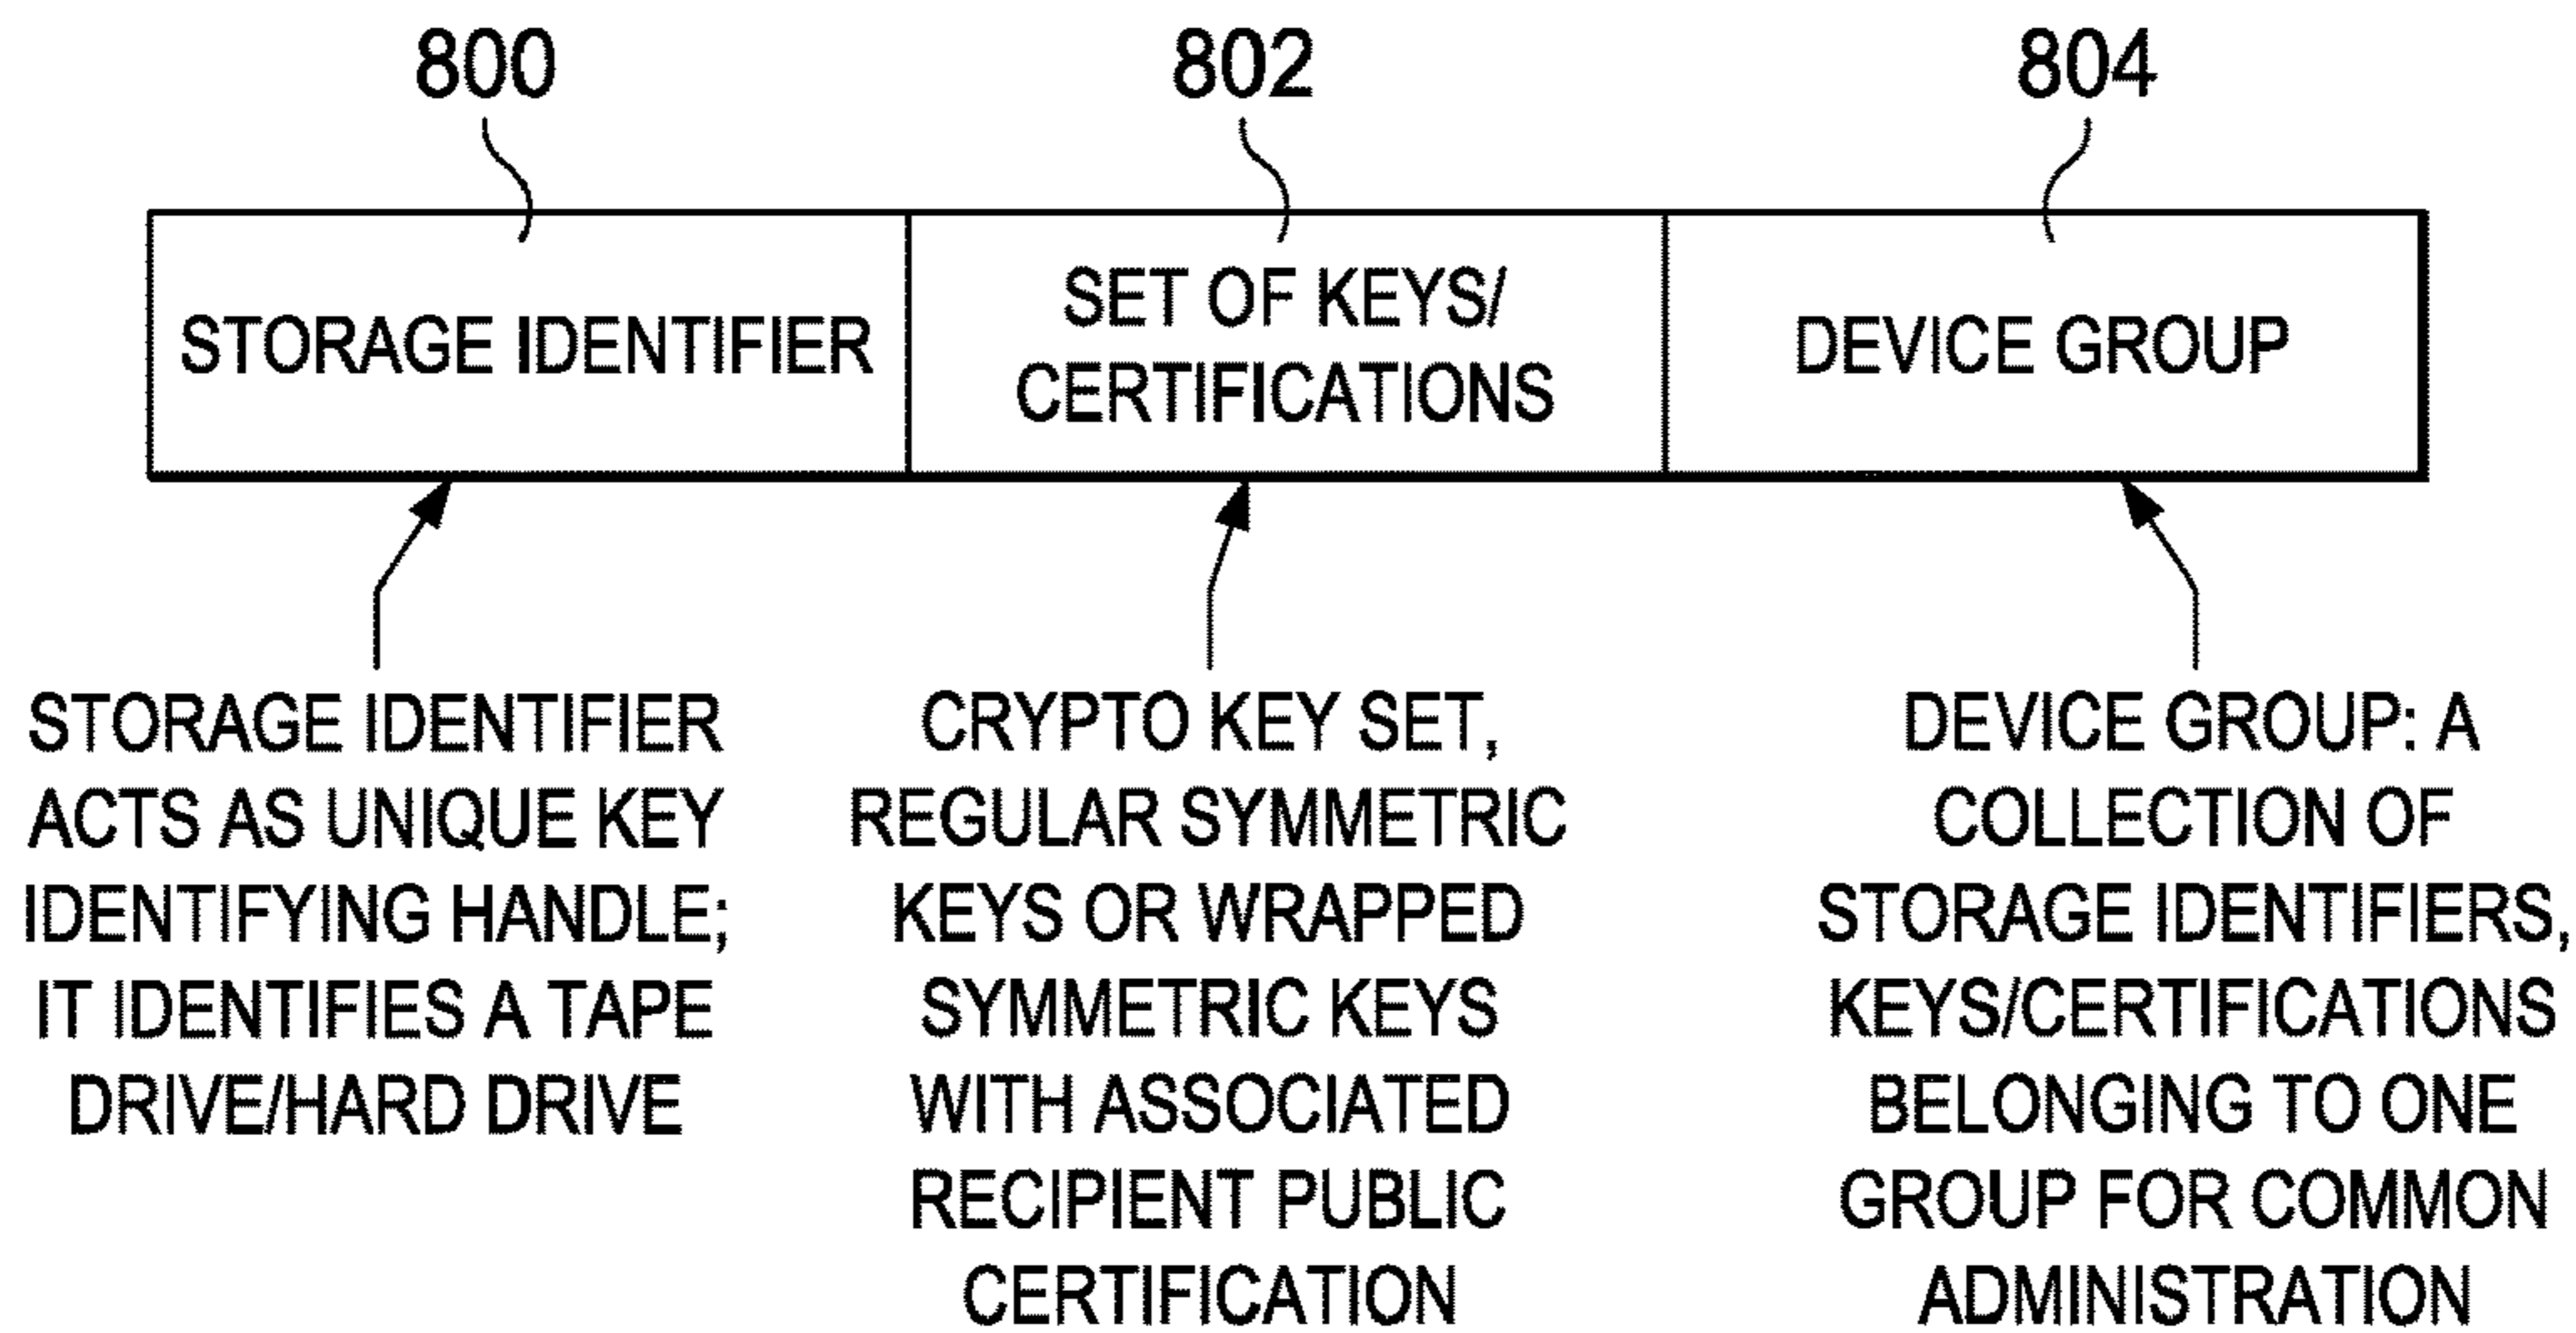 800
802
804
STORAGE IDENTIFIER
SET OF KEYS/
CERTIFICATIONS
DEVICE GROUP
STORAGE IDENTIFIER
ACTS AS UNIQUE KEY
IDENTIFYING HANDLE;
IT IDENTIFIES A TAPE
DRIVE/HARD DRIVE
CRYPTO KEY SET,
REGULAR SYMMETRIC
KEYS OR WRAPPED
SYMMETRIC KEYS
WITH ASSOCIATED
RECIPIENT PUBLIC
CERTIFICATION
DEVICE GROUP: A
COLLECTION OF
STORAGE IDENTIFIERS,
KEYS/CERTIFICATIONS
BELONGING TO ONE
GROUP FOR COMMON
ADMINISTRATION